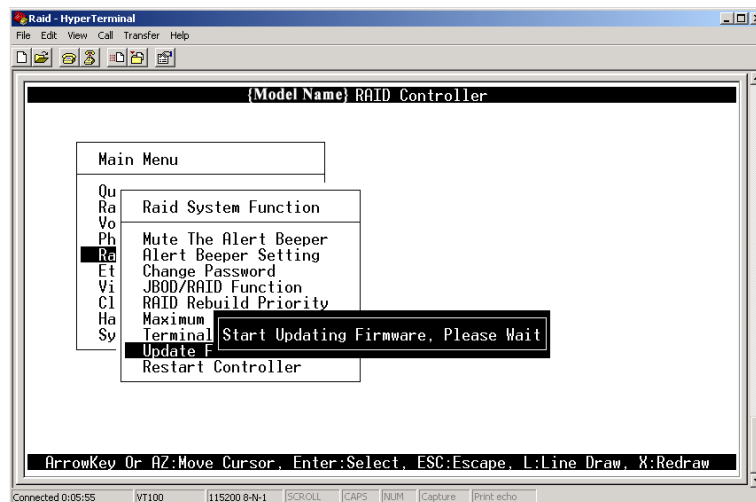 Raid - HyperTerminal
File Edit View Call Transfer Help
{Model Name} RAID Controller
Main Menu
Qu
Ra
Vo
Ph
Ra
Et
Vi
Cl
Ha
Sy
Raid System Function
Mute The Alert Beeper
Alert Beeper Setting
Change Password
JBOD/RAID Function
RAID Rebuild Priority
Maximum
Terminal
Update F
Restart Controller
Start Updating Firmware, Please Wait
ArrowKey Or AZ:Move Cursor, Enter:Select, ESC:Escape, L:Line Draw, X:Redraw
Connected 0:05:55 VT100 115200 8-N-1 SCROLL CAPS NUM Capture Print echo